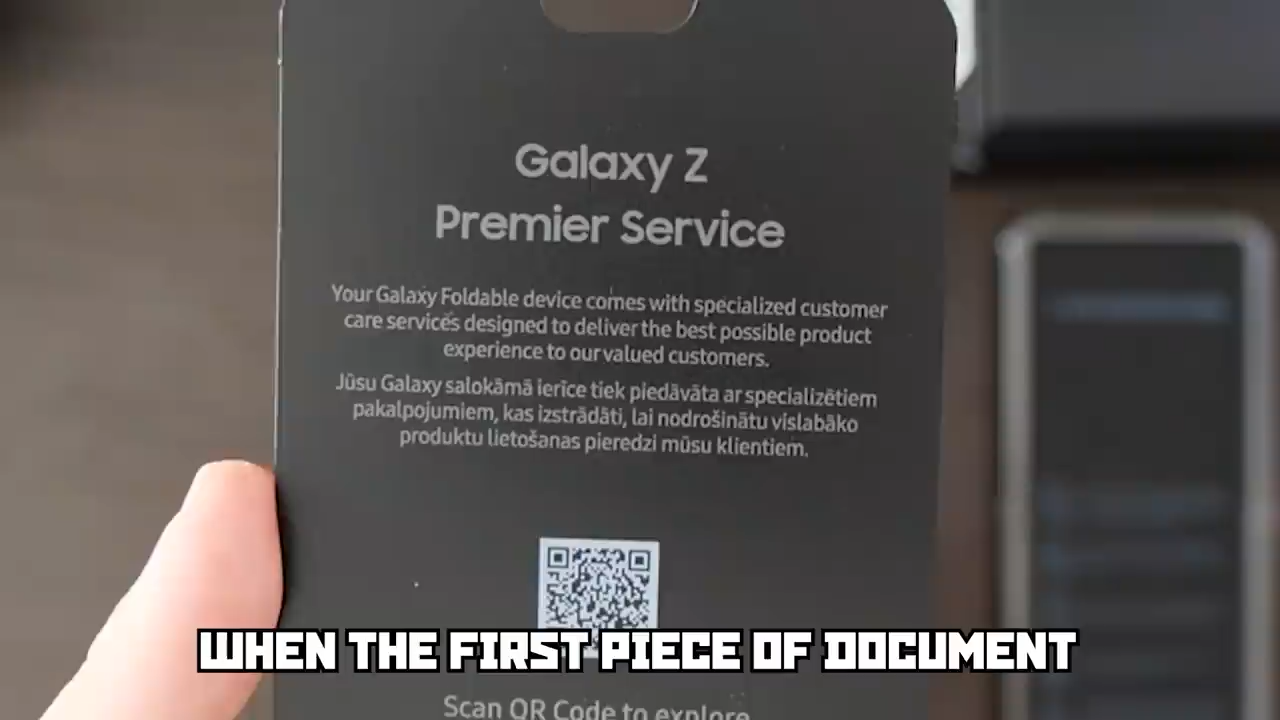 Galaxy Z
Premier Service
Your Galaxy Foldable device comes with specialized customer
care services designed to deliver the best possible product
experience to our valued customers.
Jūsu Galaxy salokāmā ierīce tiek piedāvāta ar specializētiem
pakalpojumiem, kas izstrādāti, lai nodrošinātu vislabāko
produktu lietošanas pieredzi mūsu klientiem.
WHEN THE FIRST PIECE OF DOCUMENT
Scan QR Code to explore